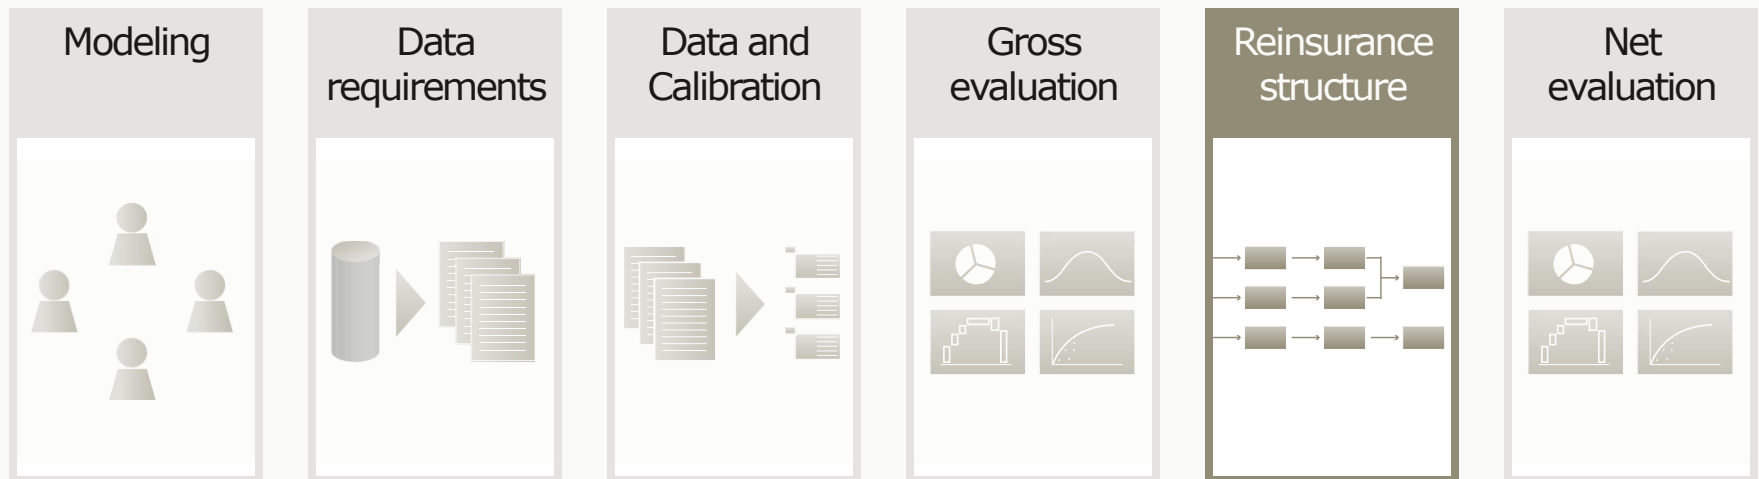 Modeling
Data
requirements
Data and
Calibration
Gross
evaluation
Reinsurance
structure
Net
evaluation